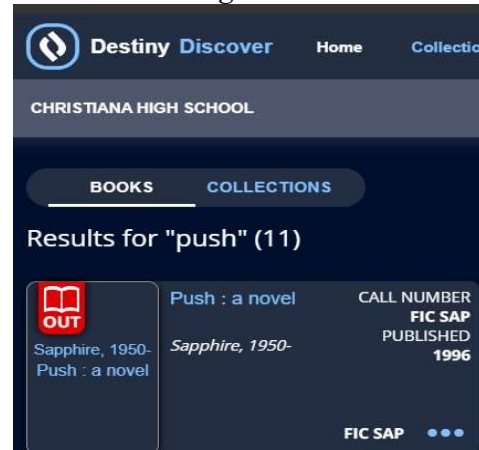 Destiny Discover Home Collectio
CHRISTIANA HIGH SCHOOL
BOOKS COLLECTIONS
Results for "push" (11)
OUT
Sapphire, 1950-
Push : a novel
Push : a novel
Sapphire, 1950-
CALL NUMBER
FIC SAP
PUBLISHED
1996
FIC SAP